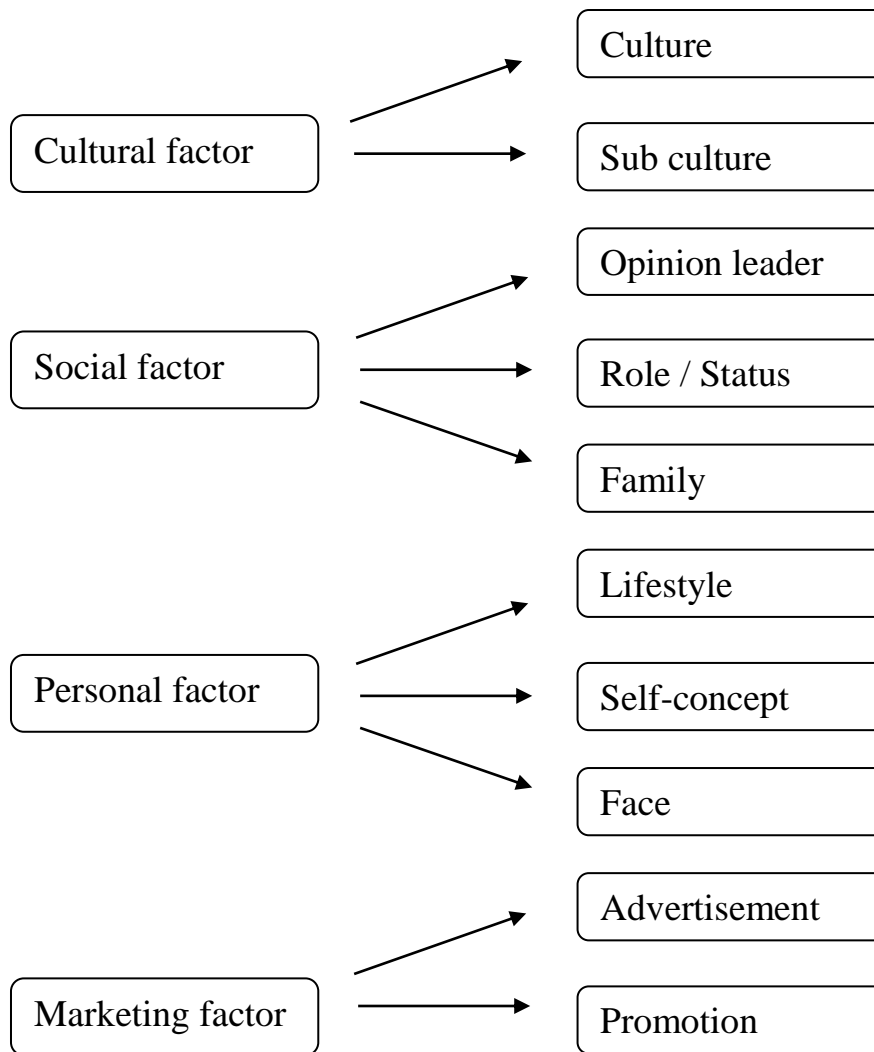 Cultural factor
Culture
Sub culture
Social factor
Opinion leader
Role / Status
Family
Personal factor
Lifestyle
Self-concept
Face
Marketing factor
Advertisement
Promotion